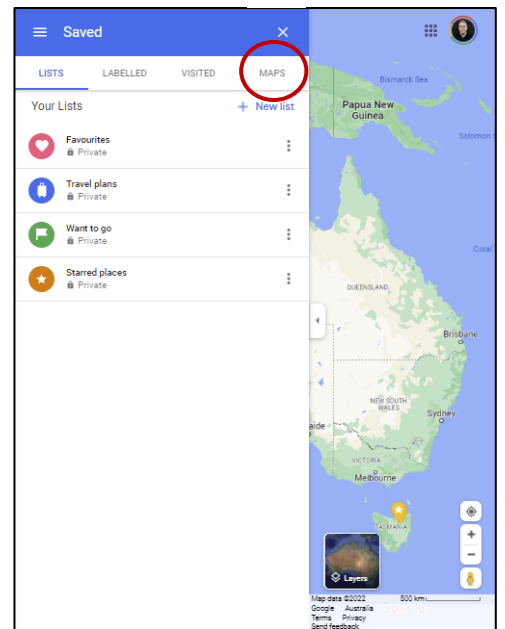 Saved
LISTS LABELLED VISITED MAPS
Your Lists + New list
Favourites
Private
Travel plans
Private
Want to go
Private
Starred places
Private
Bismarck Sea
Papua New
Guinea
Solomon
Coral
QUEENSLAND
Brisbane
NEW SOUTH
WALES
Sydney
aide
ACT
VICTORIA
Melbourne
TASMANIA
Layers
Map data ©2022 500 km
Google Australia
Terms Privacy
Send feedback
Google